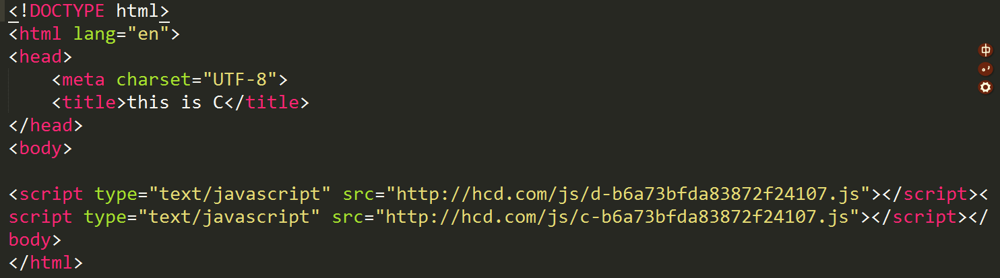 <!DOCTYPE html>
<html lang="en">
<head>
    <meta charset="UTF-8">
    <title>this is C</title>
</head>
<body>

<script type="text/javascript" src="http://hcd.com/js/d-b6a73bfda83872f24107.js"></script><
script type="text/javascript" src="http://hcd.com/js/c-b6a73bfda83872f24107.js"></script></
body>
</html>
中